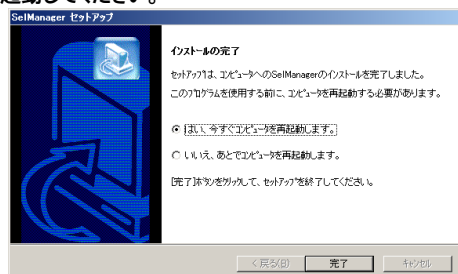 起動してください。
SelManager セットアップ
インストールの完了
セットアップは、コンピュータへのSelManagerのインストールを完了しました。
このプログラムを使用する前に、コンピュータを再起動する必要があります。
はい、今すぐコンピュータを再起動します。
いいえ、あとでコンピュータを再起動します。
[完了]ボタンをクリックして、セットアップを終了してください。
< 戻る(B)
完了
キャンセル